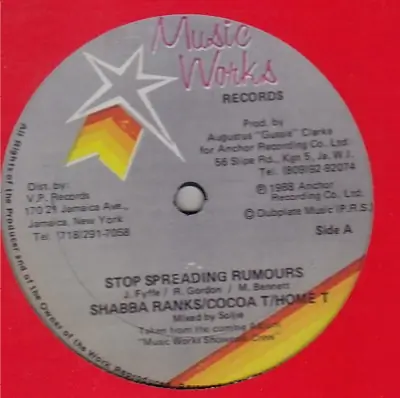 Music
Works
RECORDS
Prod. by
Augustus "Gussie" Clarke
for Anchor Recording Co. Ltd.
56 Slipe Rd., Kgn 5, Ja. W.I.
Tel. (809)92-92074
Ⓟ1988 Anchor
Recording Co. Ltd.
©Dubplate Music (P.R.S.)
Side A
Dist. by:
V.P. Records
170 21 Jamaica Ave.,
Jamaica, New York
Tel. (718)291-7058
STOP SPREADING RUMOURS
J. Fyffe / R. Gordon / M. Bennett
SHABBA RANKS/COCOA T/HOME T
Mixed by Soljie
Taken from the coming album
"Music Works Showcase
All Rights of the Producer and of the Owner of the Work Reproduced